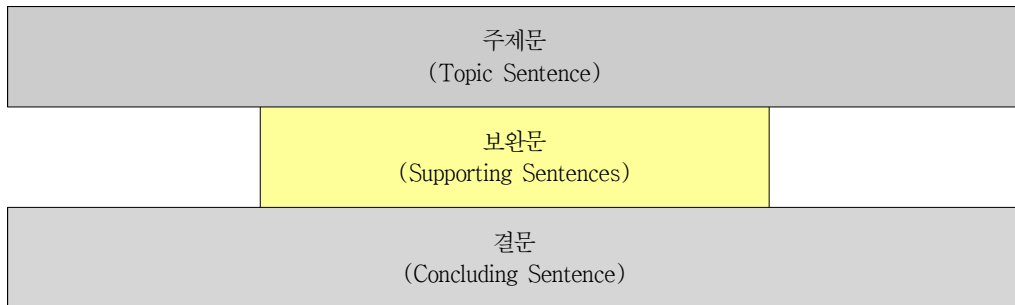 주제문
(Topic Sentence)
보완문
(Supporting Sentences)
결문
(Concluding Sentence)